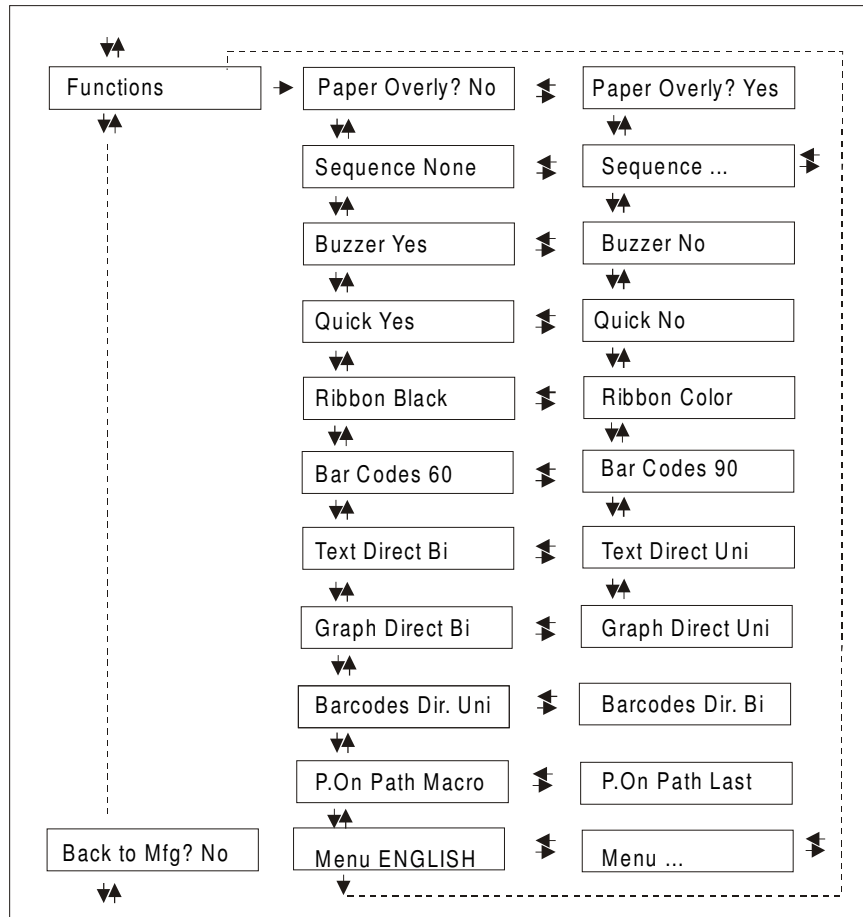 Functions
Paper Overly? No
Paper Overly? Yes
Sequence None
Sequence ...
Buzzer Yes
Buzzer No
Quick Yes
Quick No
Ribbon Black
Ribbon Color
Bar Codes 60
Bar Codes 90
Text Direct Bi
Text Direct Uni
Graph Direct Bi
Graph Direct Uni
Barcodes Dir. Uni
Barcodes Dir. Bi
P.On Path Macro
P.On Path Last
Back to Mfg? No
Menu ENGLISH
Menu ...